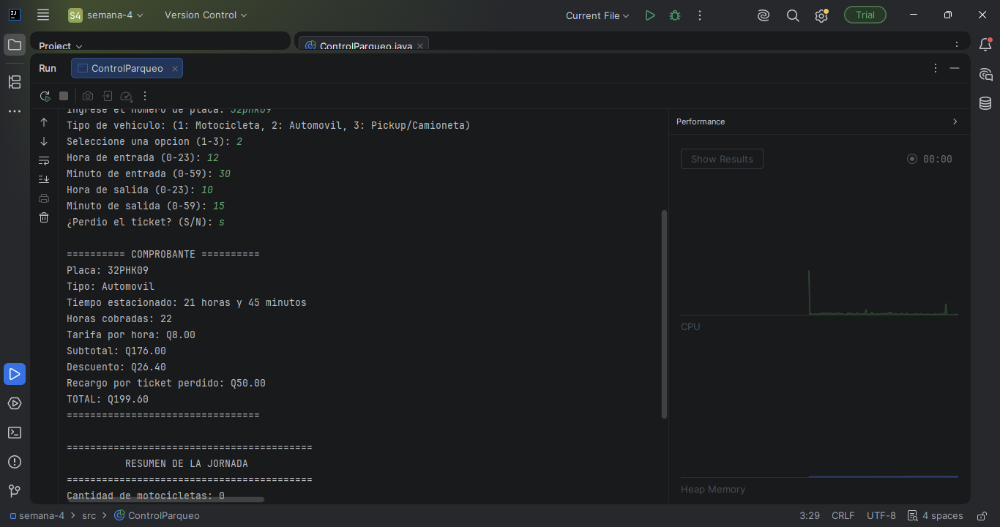 S4 semana-4 Version Control Current File Trial
Project ControlParqueo.java
Run ControlParqueo
Ingrese el numero de placa: 32phk09
Tipo de vehiculo: (1: Motocicleta, 2: Automovil, 3: Pickup/Camioneta)
Seleccione una opcion (1-3): 2
Hora de entrada (0-23): 12
Minuto de entrada (0-59): 30
Hora de salida (0-23): 10
Minuto de salida (0-59): 15
¿Perdio el ticket? (S/N): s
========== COMPROBANTE ==========
Placa: 32PHK09
Tipo: Automovil
Tiempo estacionado: 21 horas y 45 minutos
Horas cobradas: 22
Tarifa por hora: Q8.00
Subtotal: Q176.00
Descuento: Q26.40
Recargo por ticket perdido: Q50.00
TOTAL: Q199.60
=================================
==========================================
RESUMEN DE LA JORNADA
==========================================
Cantidad de motocicletas: 0
Performance
Show Results 00:00
CPU
Heap Memory
semana-4 > src > ControlParqueo 3:29 CRLF UTF-8 4 spaces